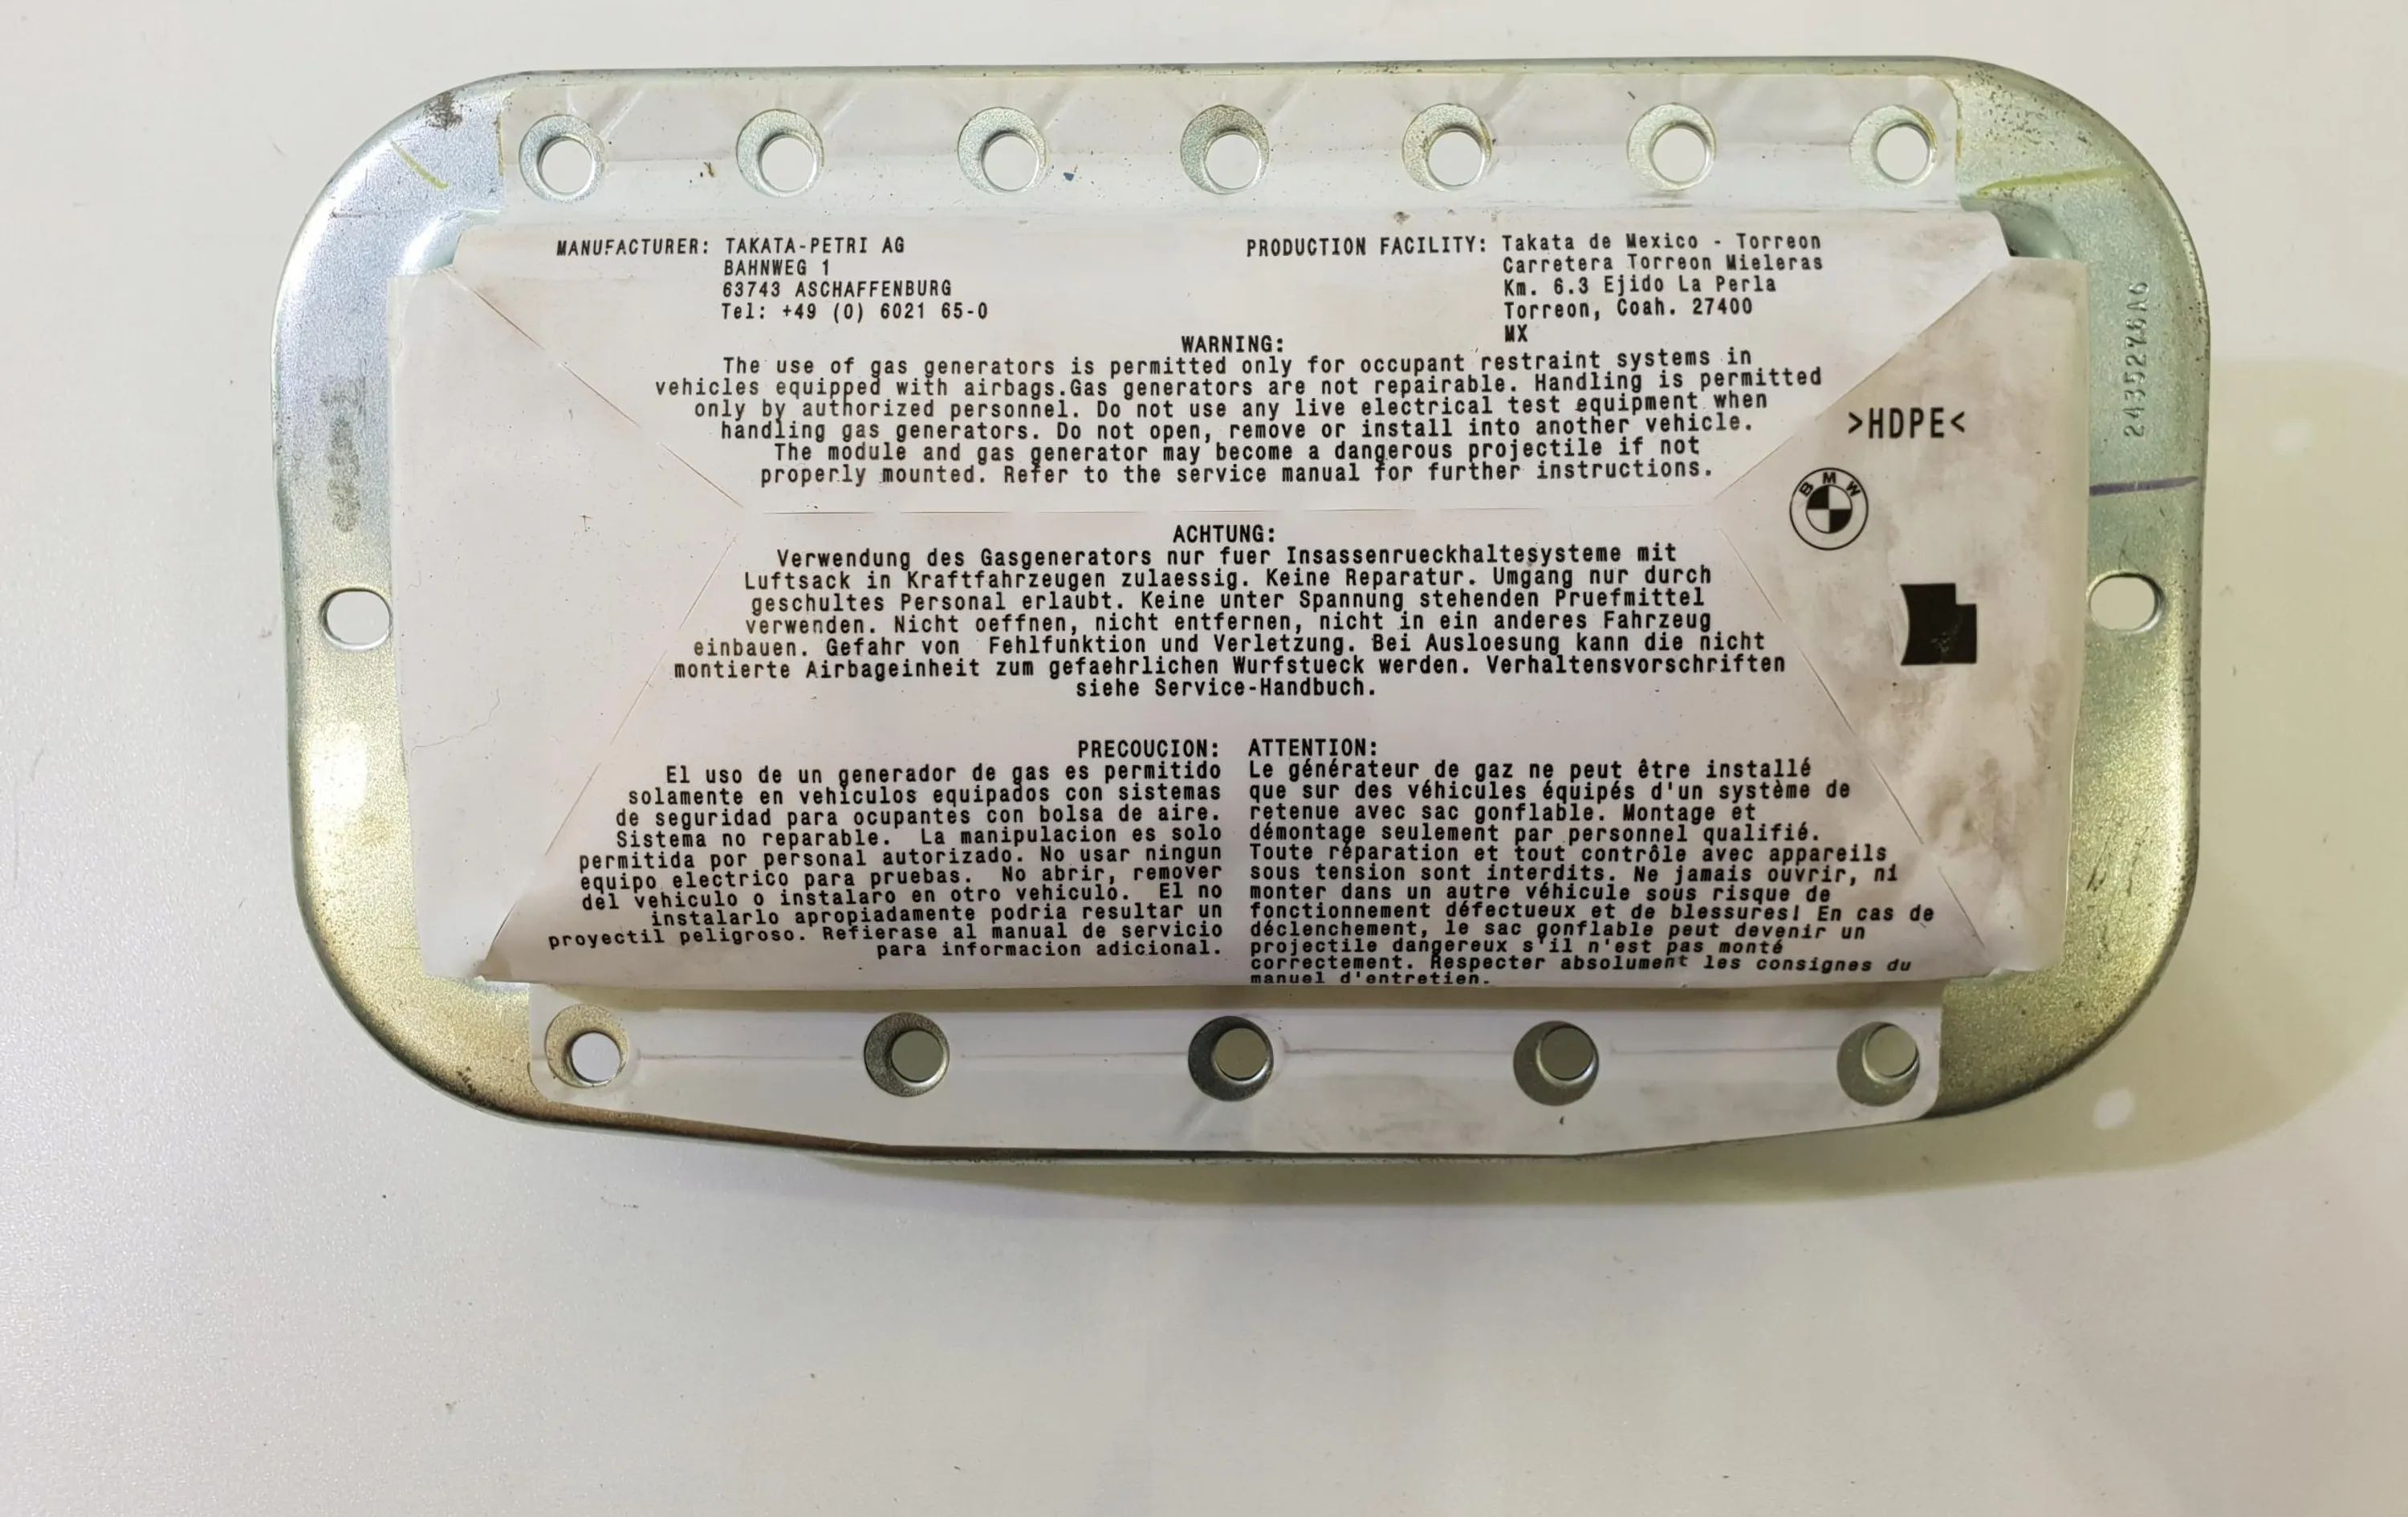 MANUFACTURER: TAKATA-PETRI AG
BAHNWEG 1
63743 ASCHAFFENBURG
Tel: +49 (0) 6021 65-0
PRODUCTION FACILITY: Takata de Mexico - Torreon
Carretera Torreon Mieleras
Km. 6.3 Ejido La Perla
Torreon, Coah. 27400
MX
WARNING:
The use of gas generators is permitted only for occupant restraint systems in
vehicles equipped with airbags.Gas generators are not repairable. Handling is permitted
only by authorized personnel. Do not use any live electrical test equipment when
handling gas generators. Do not open, remove or install into another vehicle.
The module and gas generator may become a dangerous projectile if not
properly mounted. Refer to the service manual for further instructions.
>HDPE<
BMW
ACHTUNG:
Verwendung des Gasgenerators nur fuer Insassenrueckhaltesysteme mit
Luftsack in Kraftfahrzeugen zulaessig. Keine Reparatur. Umgang nur durch
geschultes Personal erlaubt. Keine unter Spannung stehenden Pruefmittel
verwenden. Nicht oeffnen, nicht entfernen, nicht in ein anderes Fahrzeug
einbauen. Gefahr von Fehlfunktion und Verletzung. Bei Ausloesung kann die nicht
montierte Airbageinheit zum gefaehrlichen Wurfstueck werden. Verhaltensvorschriften
siehe Service-Handbuch.
PRECOUCION:
El uso de un generador de gas es permitido
solamente en vehiculos equipados con sistemas
de seguridad para ocupantes con bolsa de aire.
Sistema no reparable. La manipulacion es solo
permitida por personal autorizado. No usar ningun
equipo electrico para pruebas. No abrir, remover
del vehiculo o instalaro en otro vehiculo. El no
instalarlo apropiadamente podria resultar un
proyectil peligroso. Refierase al manual de servicio
para informacion adicional.
ATTENTION:
Le générateur de gaz ne peut être installé
que sur des véhicules équipés d'un système de
retenue avec sac gonflable. Montage et
démontage seulement par personnel qualifié.
Toute réparation et tout contrôle avec appareils
sous tension sont interdits. Ne jamais ouvrir, ni
monter dans un autre véhicule sous risque de
fonctionnement défectueux et de blessures! En cas de
déclenchement, le sac gonflable peut devenir un
projectile dangereux s'il n'est pas monté
correctement. Respecter absolument les consignes du
manuel d'entretien.